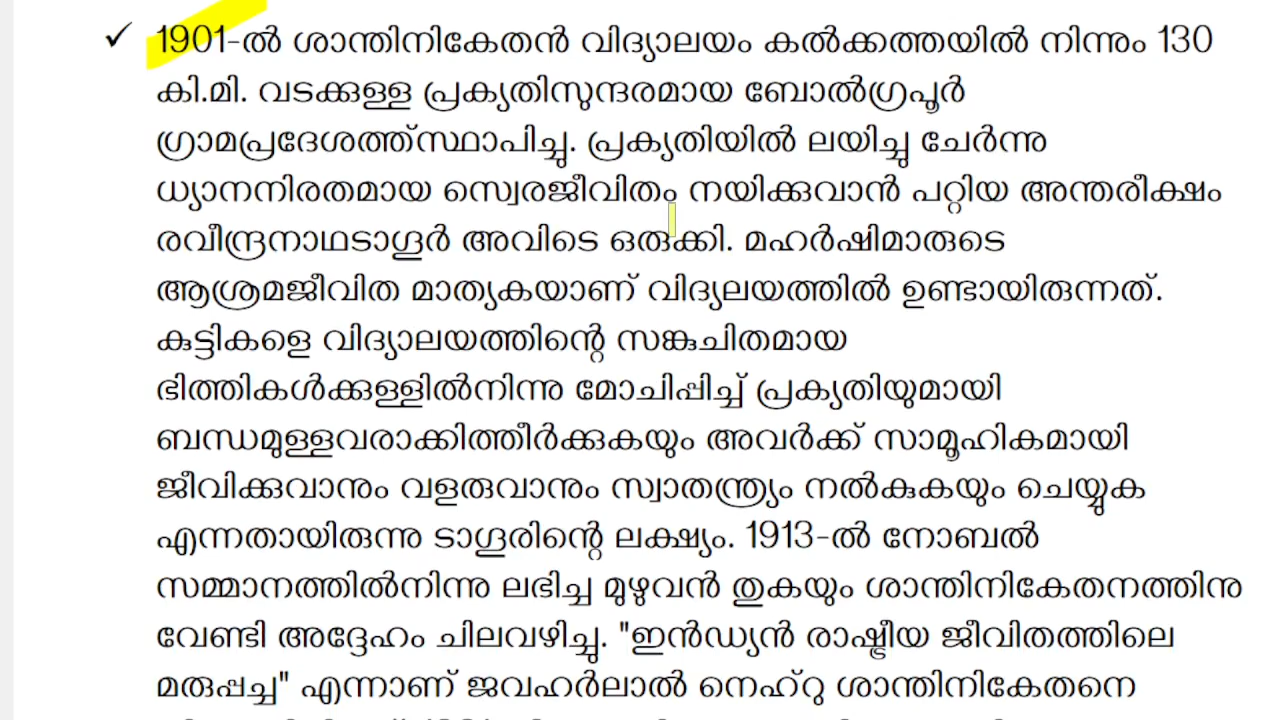 ✓ 1901-ൽ ശാന്തിനികേതൻ വിദ്യാലയം കൽക്കത്തയിൽ നിന്നും 130
കി.മി. വടക്കുള്ള പ്രക്യതിസുന്ദരമായ ബോൽഗ്രപൂർ
ഗ്രാമപ്രദേശത്ത്സ്ഥാപിച്ചു. പ്രക്യതിയിൽ ലയിച്ചു ചേർന്നു
ധ്യാനനിരതമായ സ്വെരജീവിതം നയിക്കുവാൻ പറ്റിയ അന്തരീക്ഷം
രവീന്ദ്രനാഥടാഗൂർ അവിടെ ഒരുക്കി. മഹർഷിമാരുടെ
ആശ്രമജീവിത മാത്യകയാണ് വിദ്യലയത്തിൽ ഉണ്ടായിരുന്നത്.
കുട്ടികളെ വിദ്യാലയത്തിന്റെ സങ്കുചിതമായ
ഭിത്തികൾക്കുള്ളിൽനിന്നു മോചിപ്പിച്ച് പ്രക്യതിയുമായി
ബന്ധമുള്ളവരാക്കിത്തീർക്കുകയും അവർക്ക് സാമൂഹികമായി
ജീവിക്കുവാനും വളരുവാനും സ്വാതന്ത്ര്യം നൽകുകയും ചെയ്യുക
എന്നതായിരുന്നു ടാഗൂരിന്റെ ലക്ഷ്യം. 1913-ൽ നോബൽ
സമ്മാനത്തിൽനിന്നു ലഭിച്ച മുഴുവൻ തുകയും ശാന്തിനികേതനത്തിനു
വേണ്ടി അദ്ദേഹം ചിലവഴിച്ചു. "ഇൻഡ്യൻ രാഷ്ട്രീയ ജീവിതത്തിലെ
മരുപ്പച്ച" എന്നാണ് ജവഹർലാൽ നെഹ്റു ശാന്തിനികേതനെ